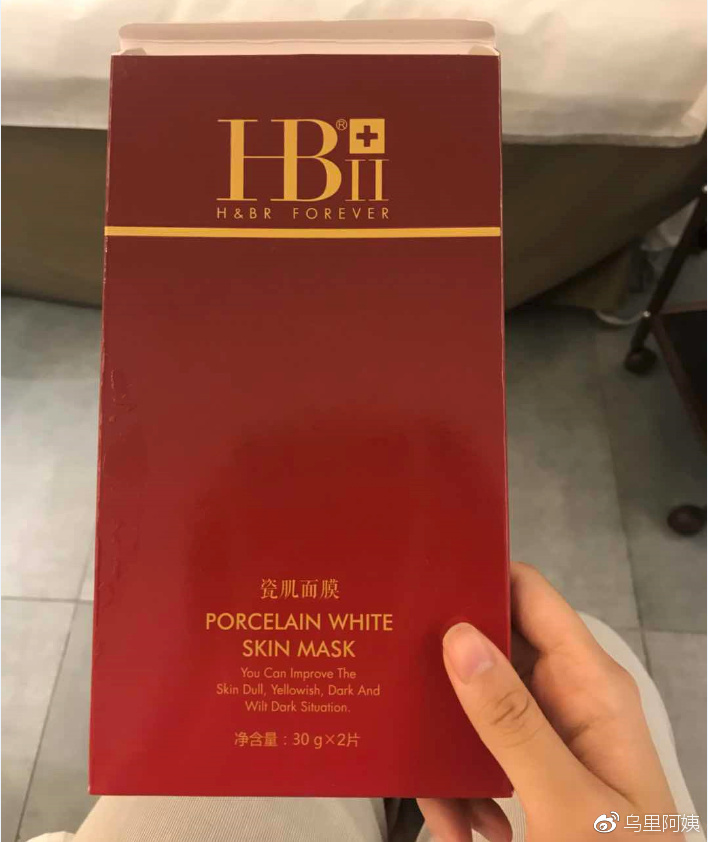 HBII®
H&BR FOREVER
瓷肌面膜
PORCELAIN WHITE
SKIN MASK
You Can Improve The
Skin Dull, Yellowish, Dark And
Wilt Dark Situation.
净含量：30 g×2片
乌里阿姨